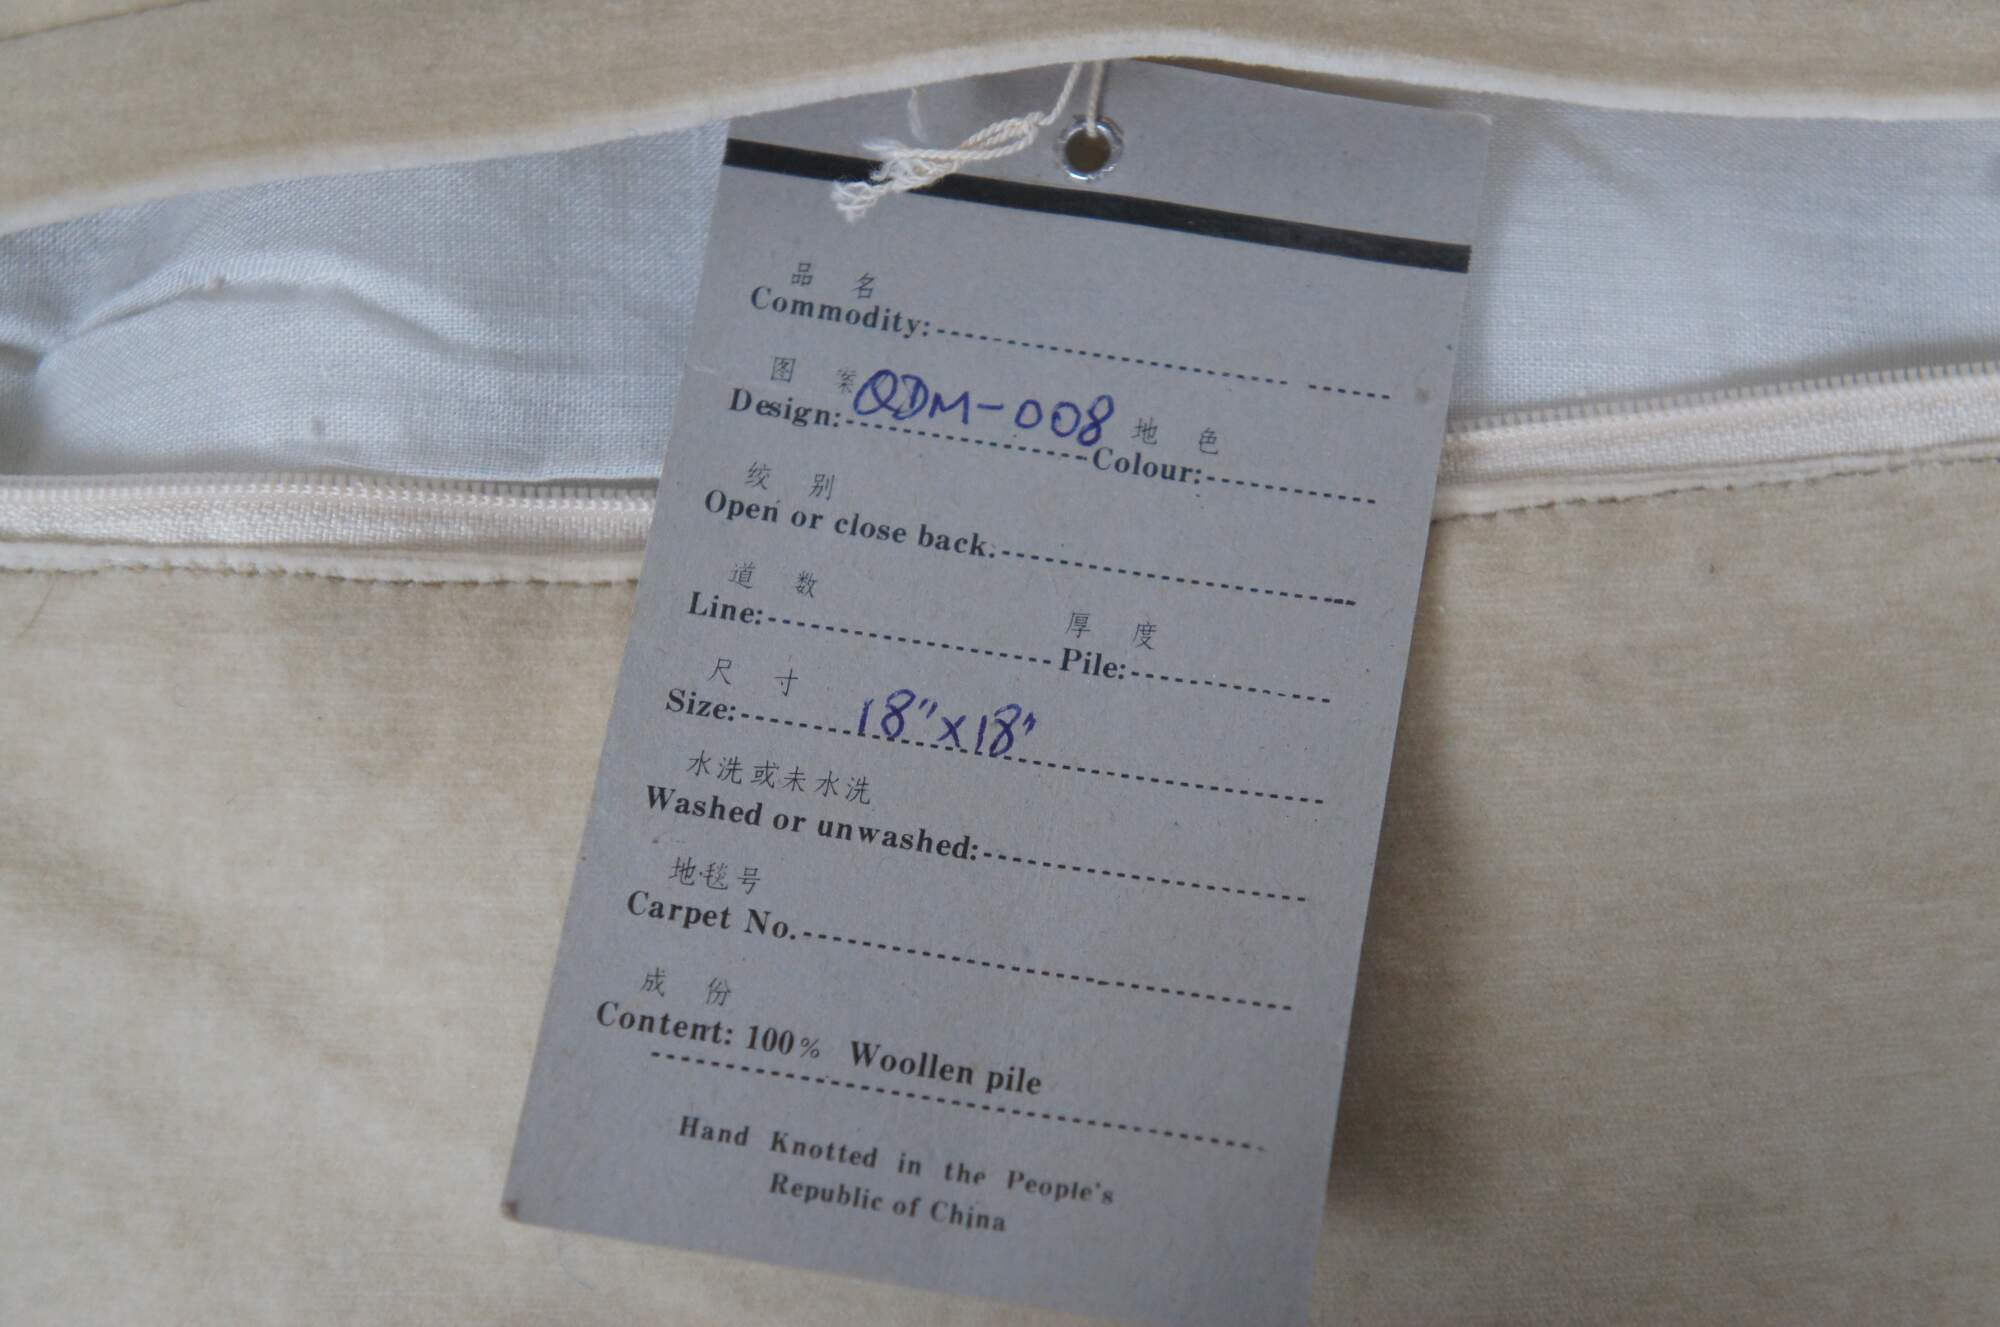 品 名
Commodity:
图 案 地 色
Design: QDM-008 Colour:
绞 别
Open or close back.
道 数 厚 度
Line: Pile:
尺 寸
Size: 18"x18"
水洗或未水洗
Washed or unwashed:
地毯号
Carpet No.
成 份
Content: 100% Woollen pile
Hand Knotted in the People's
Republic of China